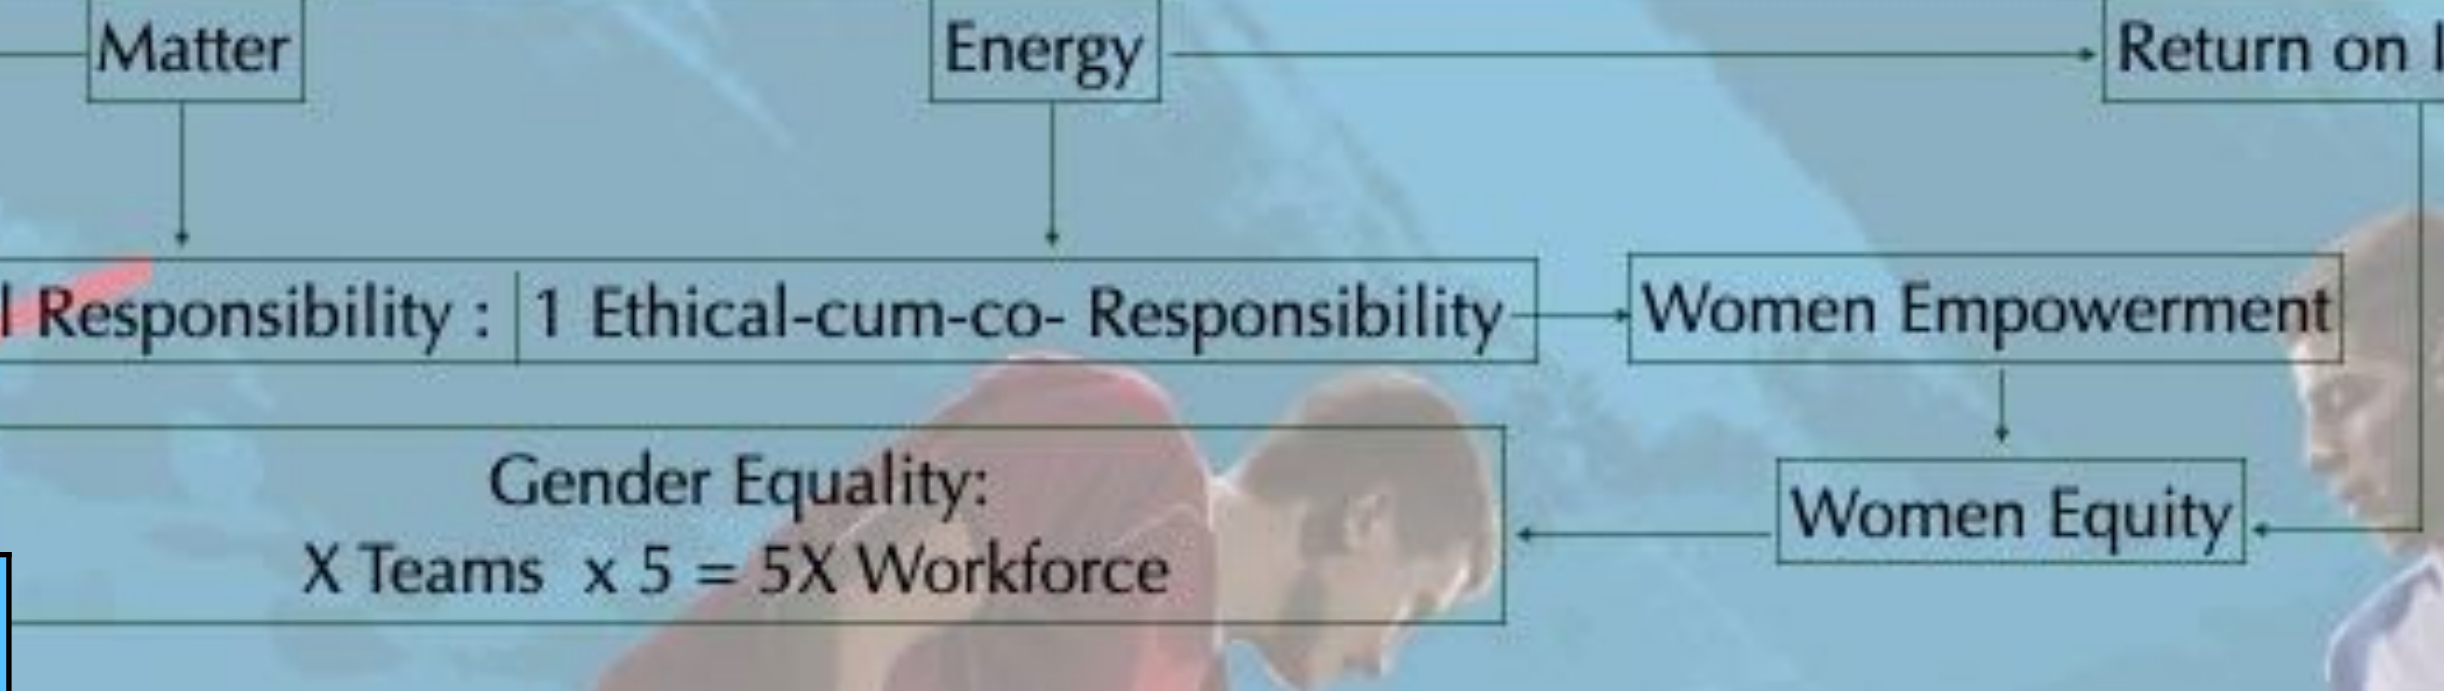 Matter
Energy
Return on
l Responsibility : 1 Ethical-cum-co- Responsibility
Women Empowerment
Gender Equality:
X Teams x 5 = 5X Workforce
Women Equity